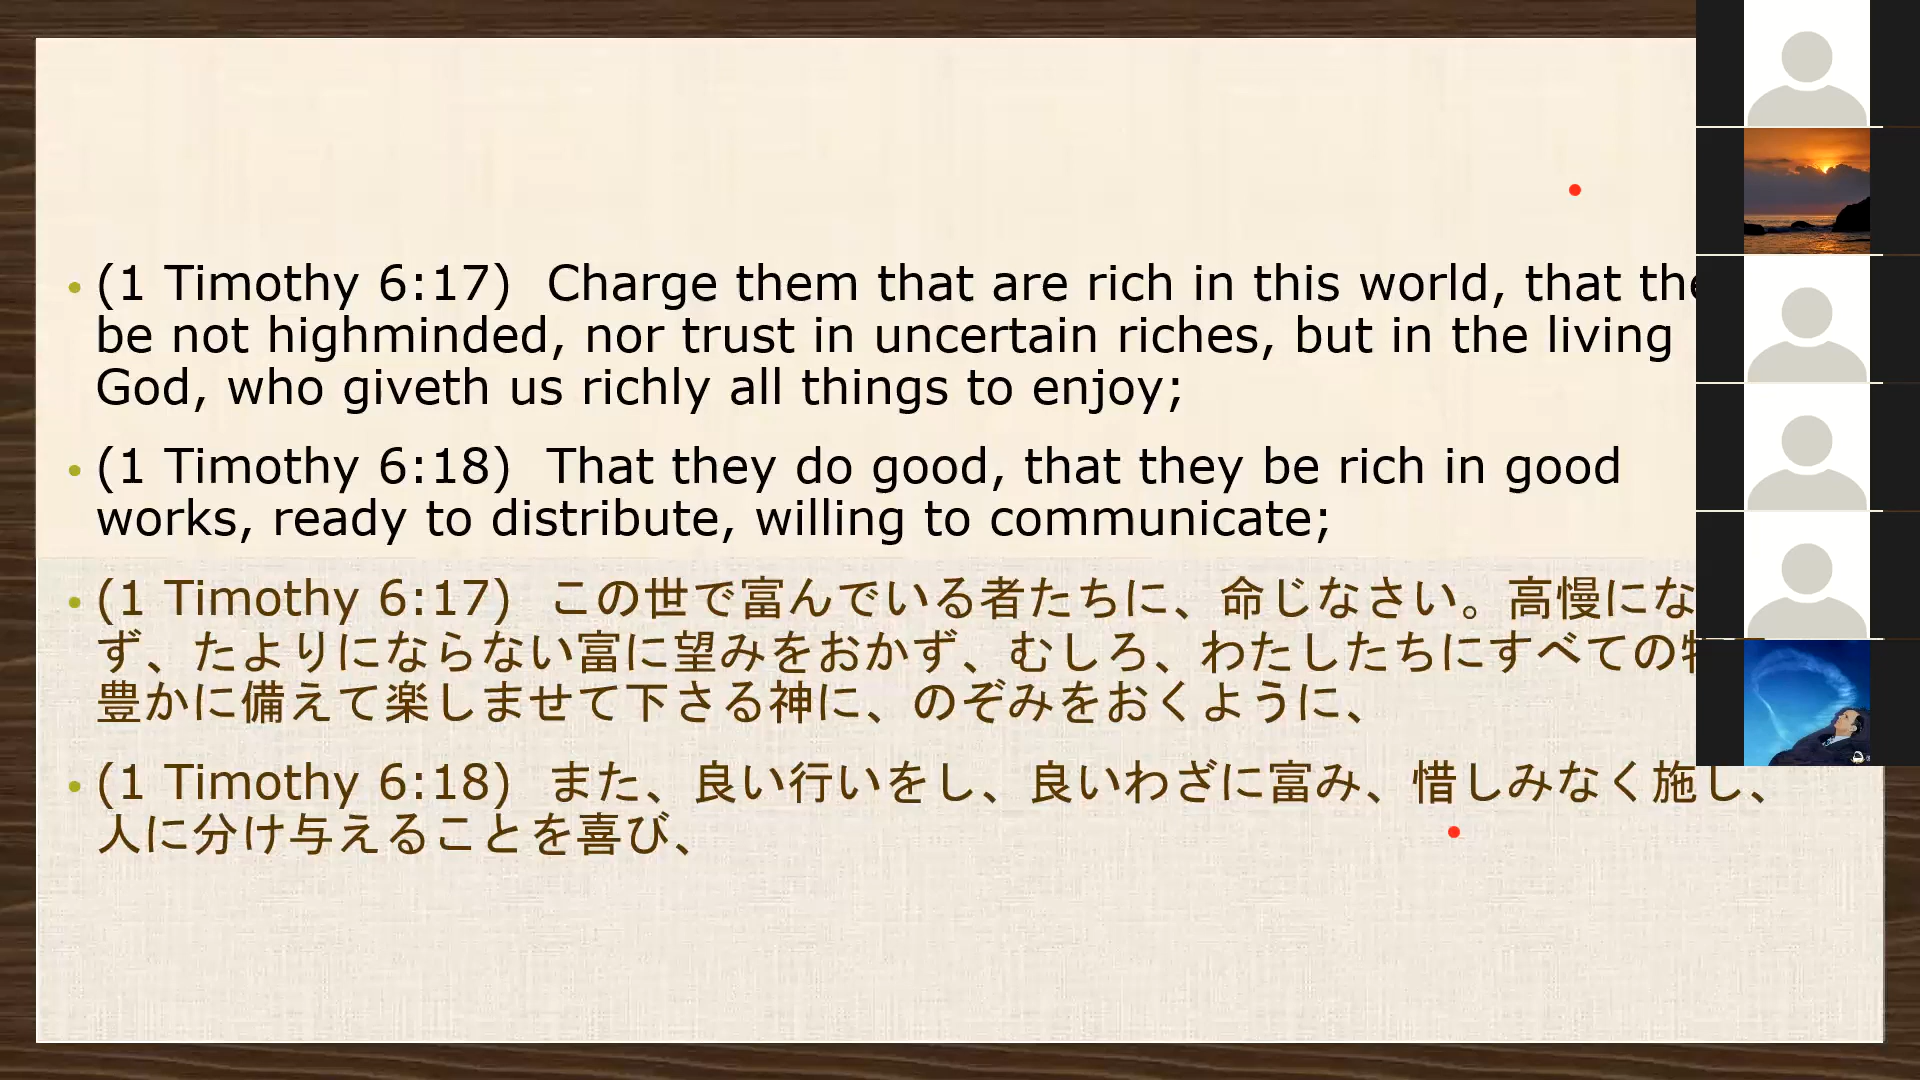 • (1 Timothy 6:17) Charge them that are rich in this world, that
be not highminded, nor trust in uncertain riches, but in the living
God, who giveth us richly all things to enjoy;
• (1 Timothy 6:18) That they do good, that they be rich in good
works, ready to distribute, willing to communicate;
• (1 Timothy 6:17) この世で富んでいる者たちに、命じなさい。高慢にな
ず、たよりにならない富に望みをおかず、むしろ、わたしたちにすべての
豊かに備えて楽しませて下さる神に、のぞみをおくように、
• (1 Timothy 6:18) また、良い行いをし、良いわざに富み、惜しみなく施し、
人に分け与えることを喜び、